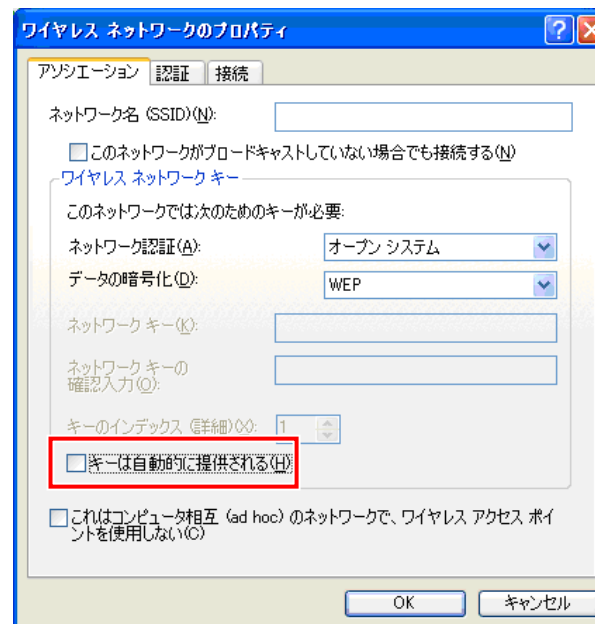 ワイヤレス ネットワークのプロパティ
アソシエーション 認証 接続
ネットワーク名 (SSID)(N):
このネットワークがブロードキャストしていない場合でも接続する(N)
ワイヤレス ネットワーク キー
このネットワークでは次のためのキーが必要:
ネットワーク認証(A): オープン システム
データの暗号化(D): WEP
ネットワーク キー(K):
ネットワーク キーの
確認入力(O):
キーのインデックス (詳細)(X): 1
キーは自動的に提供される(H)
これはコンピュータ相互 (ad hoc) のネットワークで、ワイヤレス アクセス ポイ
ントを使用しない(C)
OK キャンセル